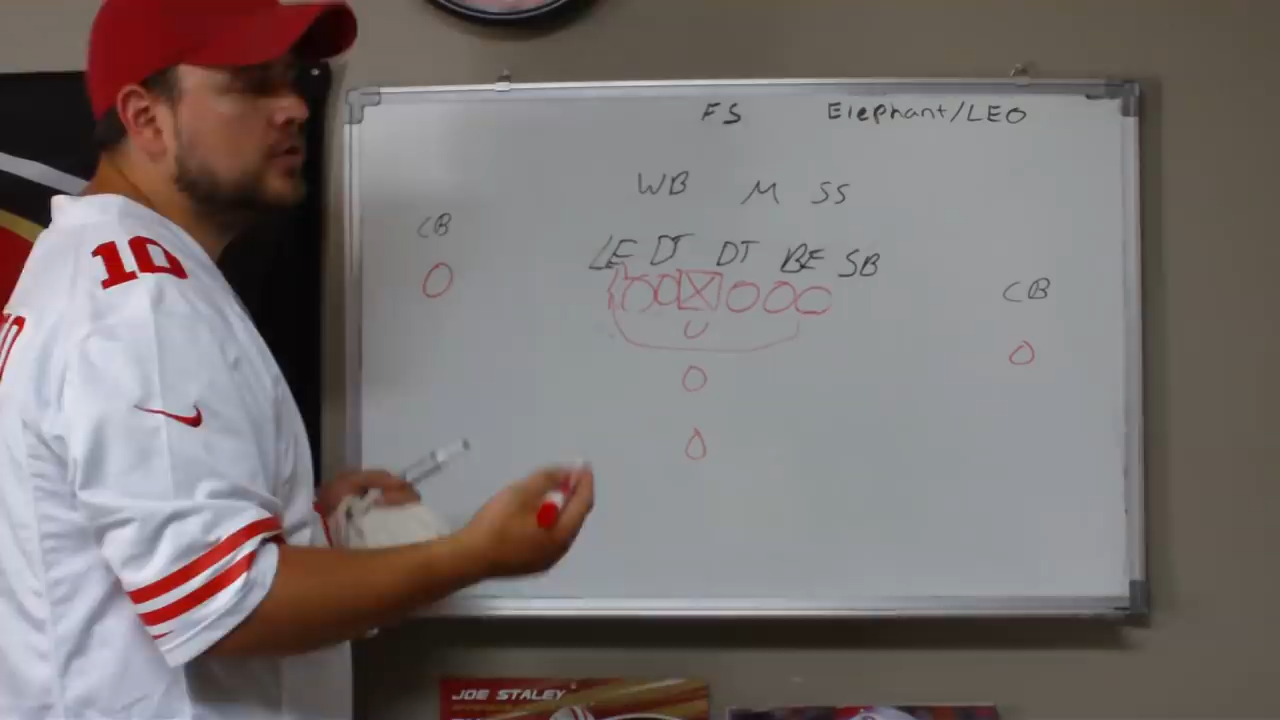 FS Elephant/LEO
WB M SS
CB
LE DT DT BE SB
CB
10
JOE STALEY